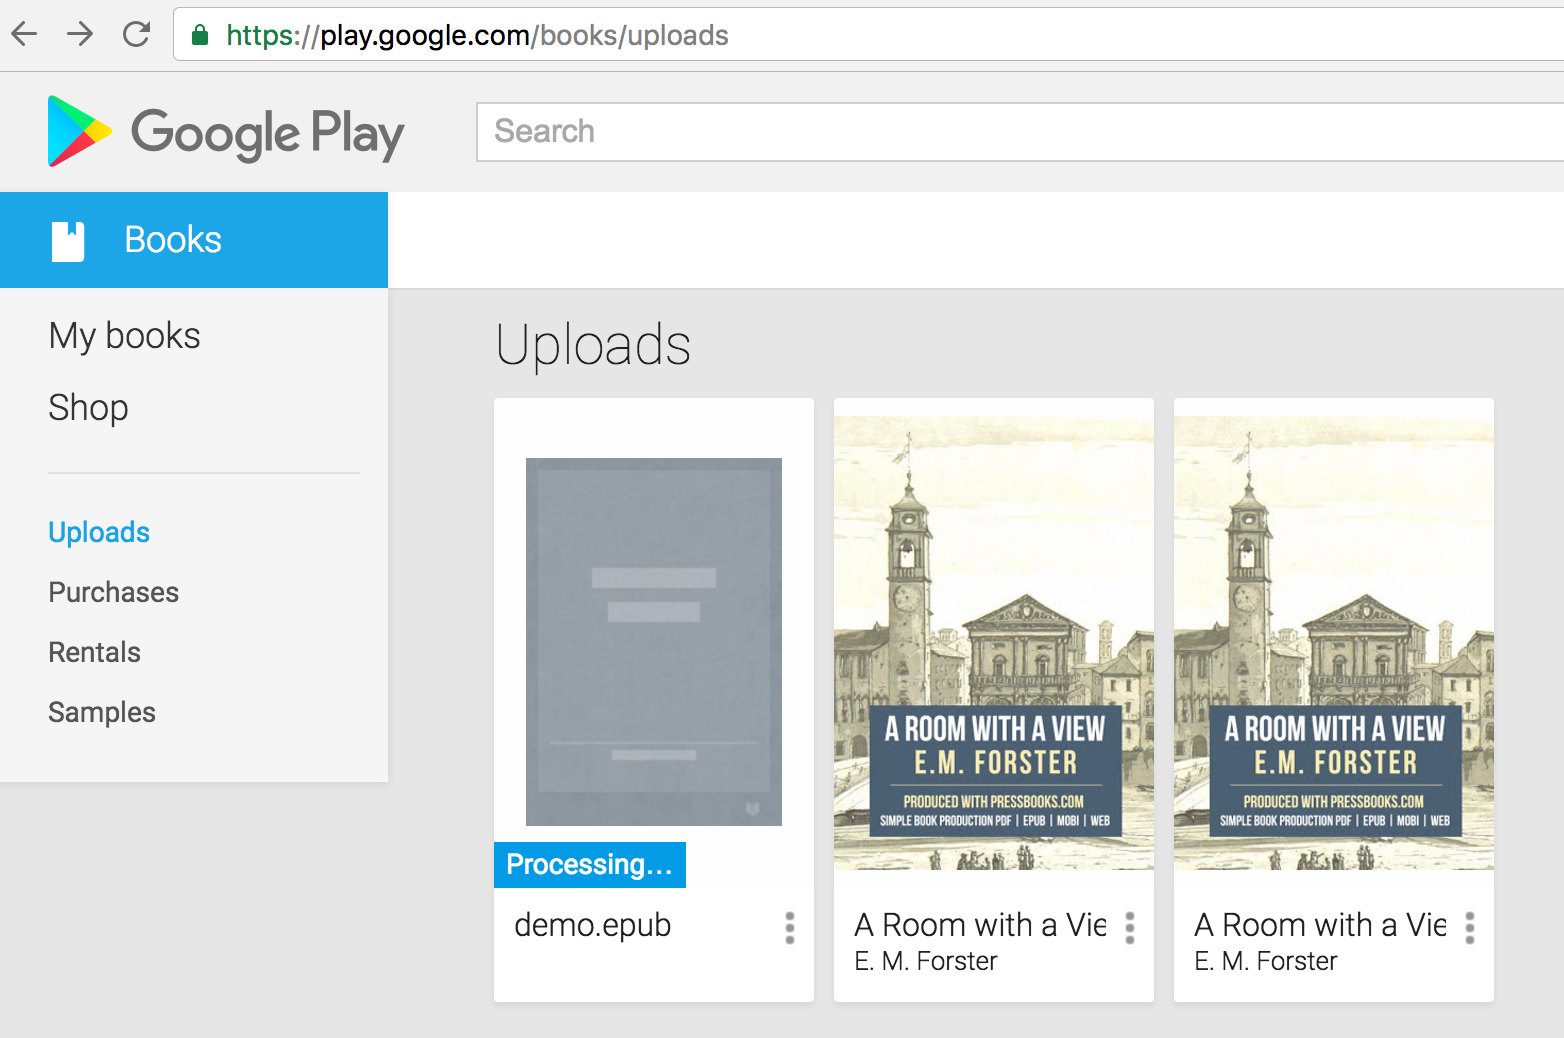 https://play.google.com/books/uploads
Google Play
Search
Books
My books
Shop
Uploads
Purchases
Rentals
Samples
Uploads
Processing...
demo.epub
A ROOM WITH A VIEW
E.M. FORSTER
PRODUCED WITH PRESSBOOKS.COM
SIMPLE BOOK PRODUCTION PDF | EPUB | MOBI | WEB
A Room with a Vie
E. M. Forster
A ROOM WITH A VIEW
E.M. FORSTER
PRODUCED WITH PRESSBOOKS.COM
SIMPLE BOOK PRODUCTION PDF | EPUB | MOBI | WEB
A Room with a Vie
E. M. Forster